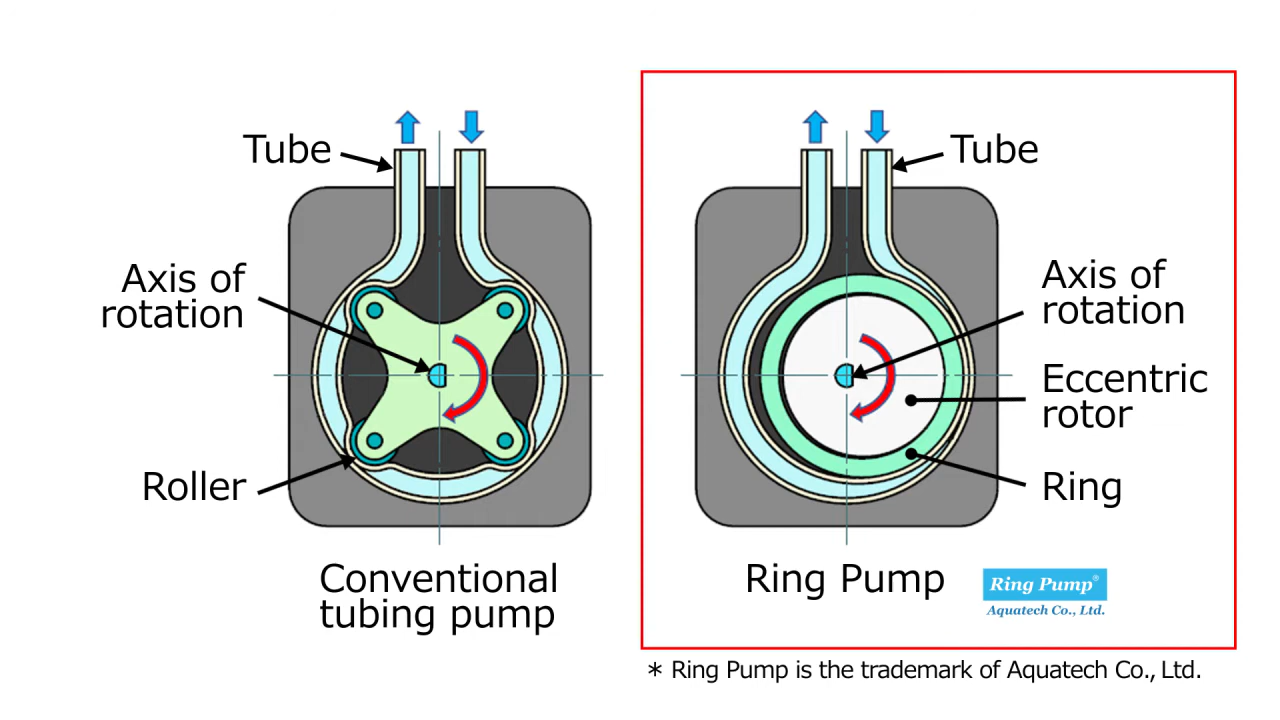 Tube
Axis of
rotation
Roller
Conventional
tubing pump
Tube
Axis of
rotation
Eccentric
rotor
Ring
Ring Pump
Ring Pump®
Aquatech Co., Ltd.
＊ Ring Pump is the trademark of Aquatech Co., Ltd.